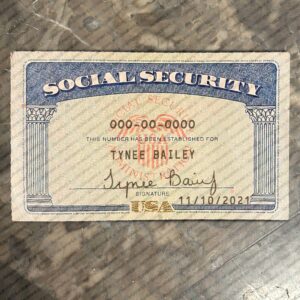 SOCIAL SECURITY
000-00-0000
THIS NUMBER HAS BEEN ESTABLISHED FOR
TYNEE BAILEY
SIGNATURE
USA
11/10/2021